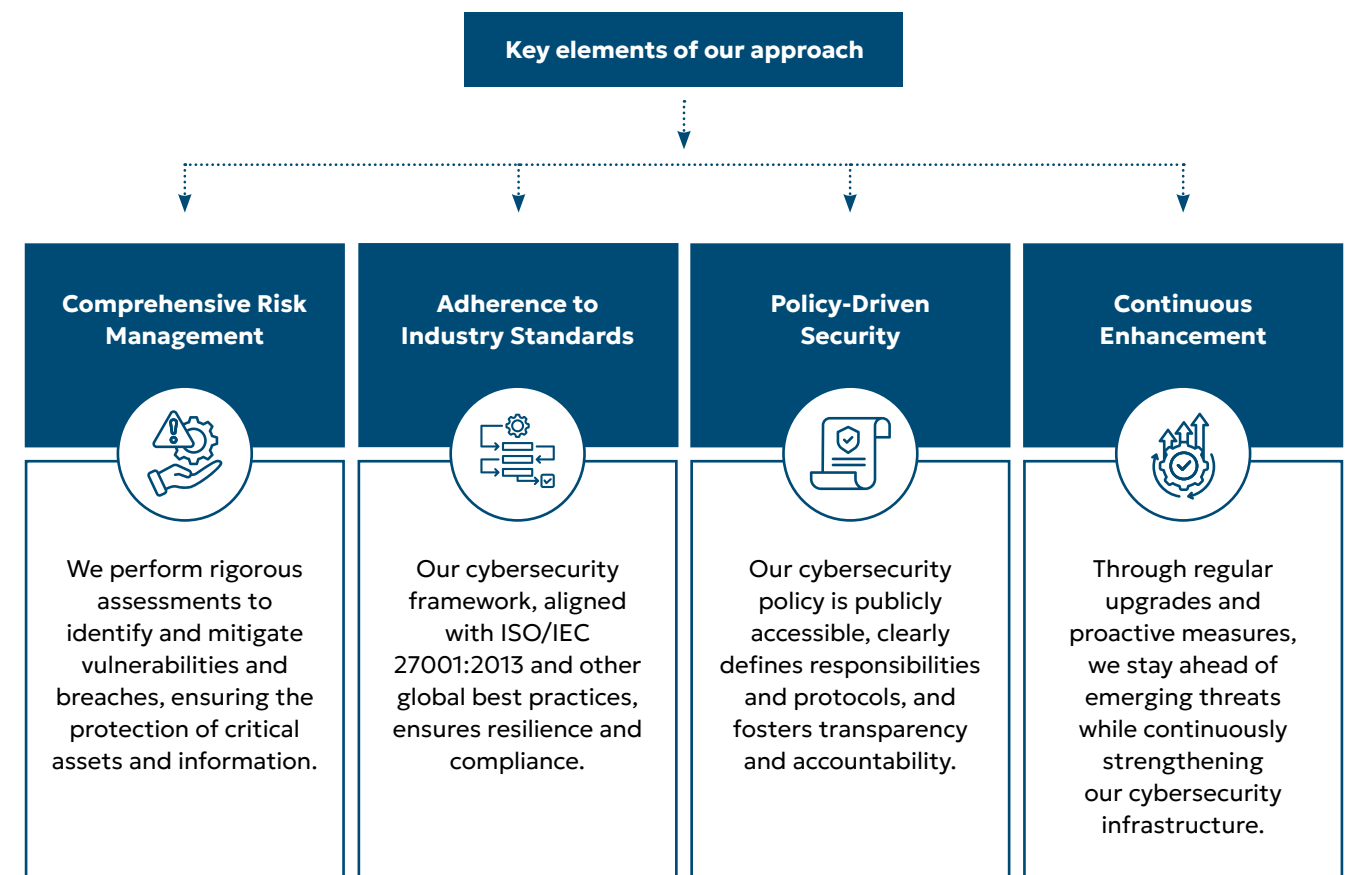 Key elements of our approach
Comprehensive Risk
Management
We perform rigorous
assessments to
identify and mitigate
vulnerabilities and
breaches, ensuring the
protection of critical
assets and information.
Adherence to
Industry Standards
Our cybersecurity
framework, aligned
with ISO/IEC
27001:2013 and other
global best practices,
ensures resilience and
compliance.
Policy-Driven
Security
Our cybersecurity
policy is publicly
accessible, clearly
defines responsibilities
and protocols, and
fosters transparency
and accountability.
Continuous
Enhancement
Through regular
upgrades and
proactive measures,
we stay ahead of
emerging threats
while continuously
strengthening
our cybersecurity
infrastructure.